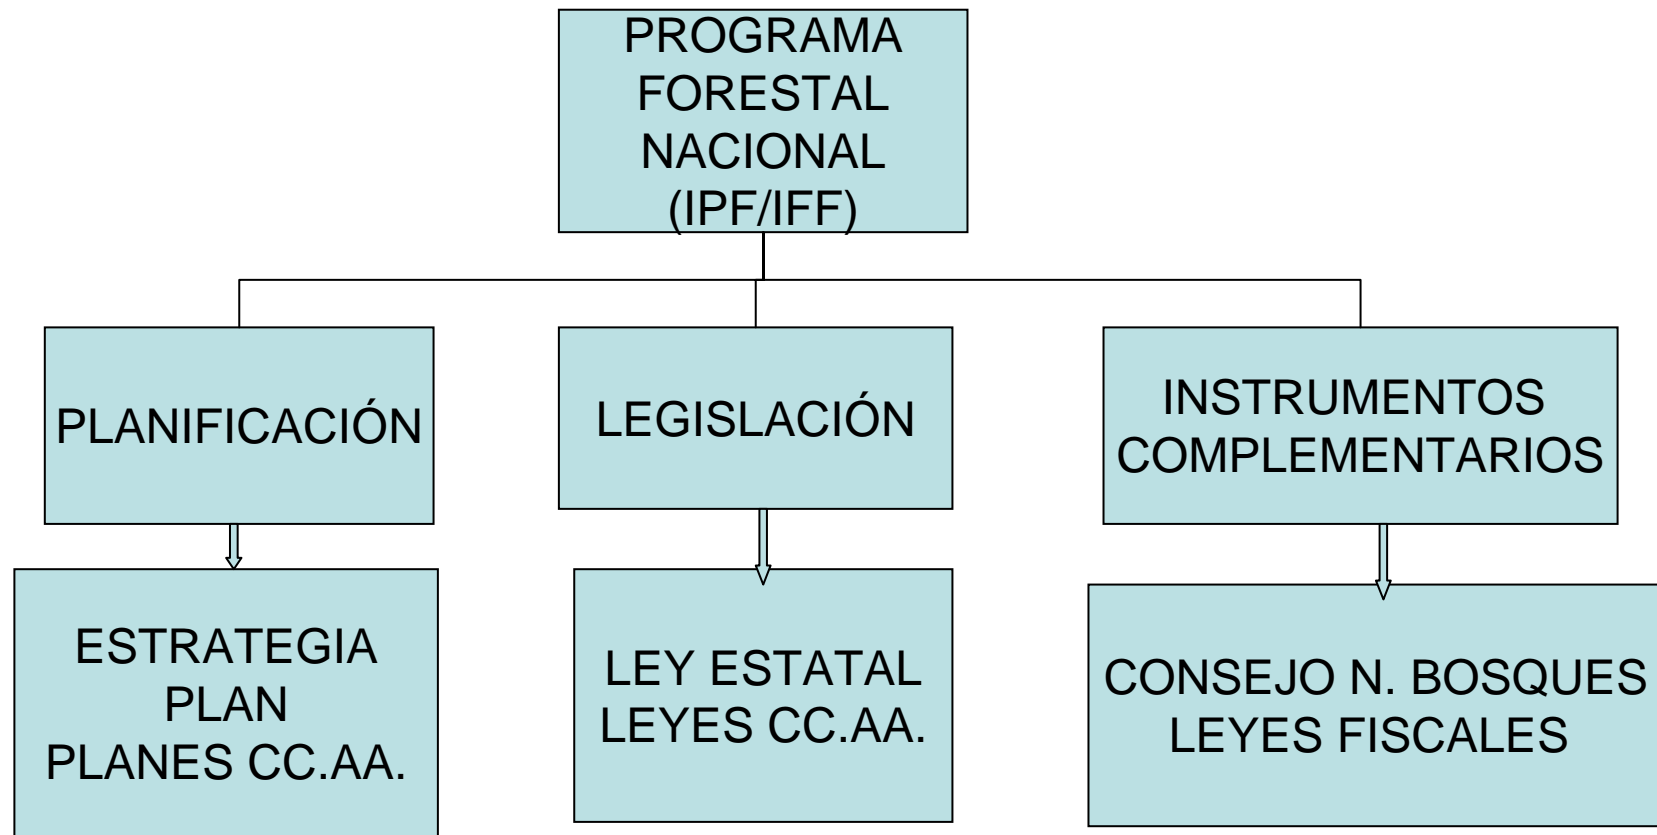 PROGRAMA
FORESTAL
NACIONAL
(IPF/IFF)
PLANIFICACIÓN
LEGISLACIÓN
INSTRUMENTOS
COMPLEMENTARIOS
ESTRATEGIA
PLAN
PLANES CC.AA.
LEY ESTATAL
LEYES CC.AA.
CONSEJO N. BOSQUES
LEYES FISCALES